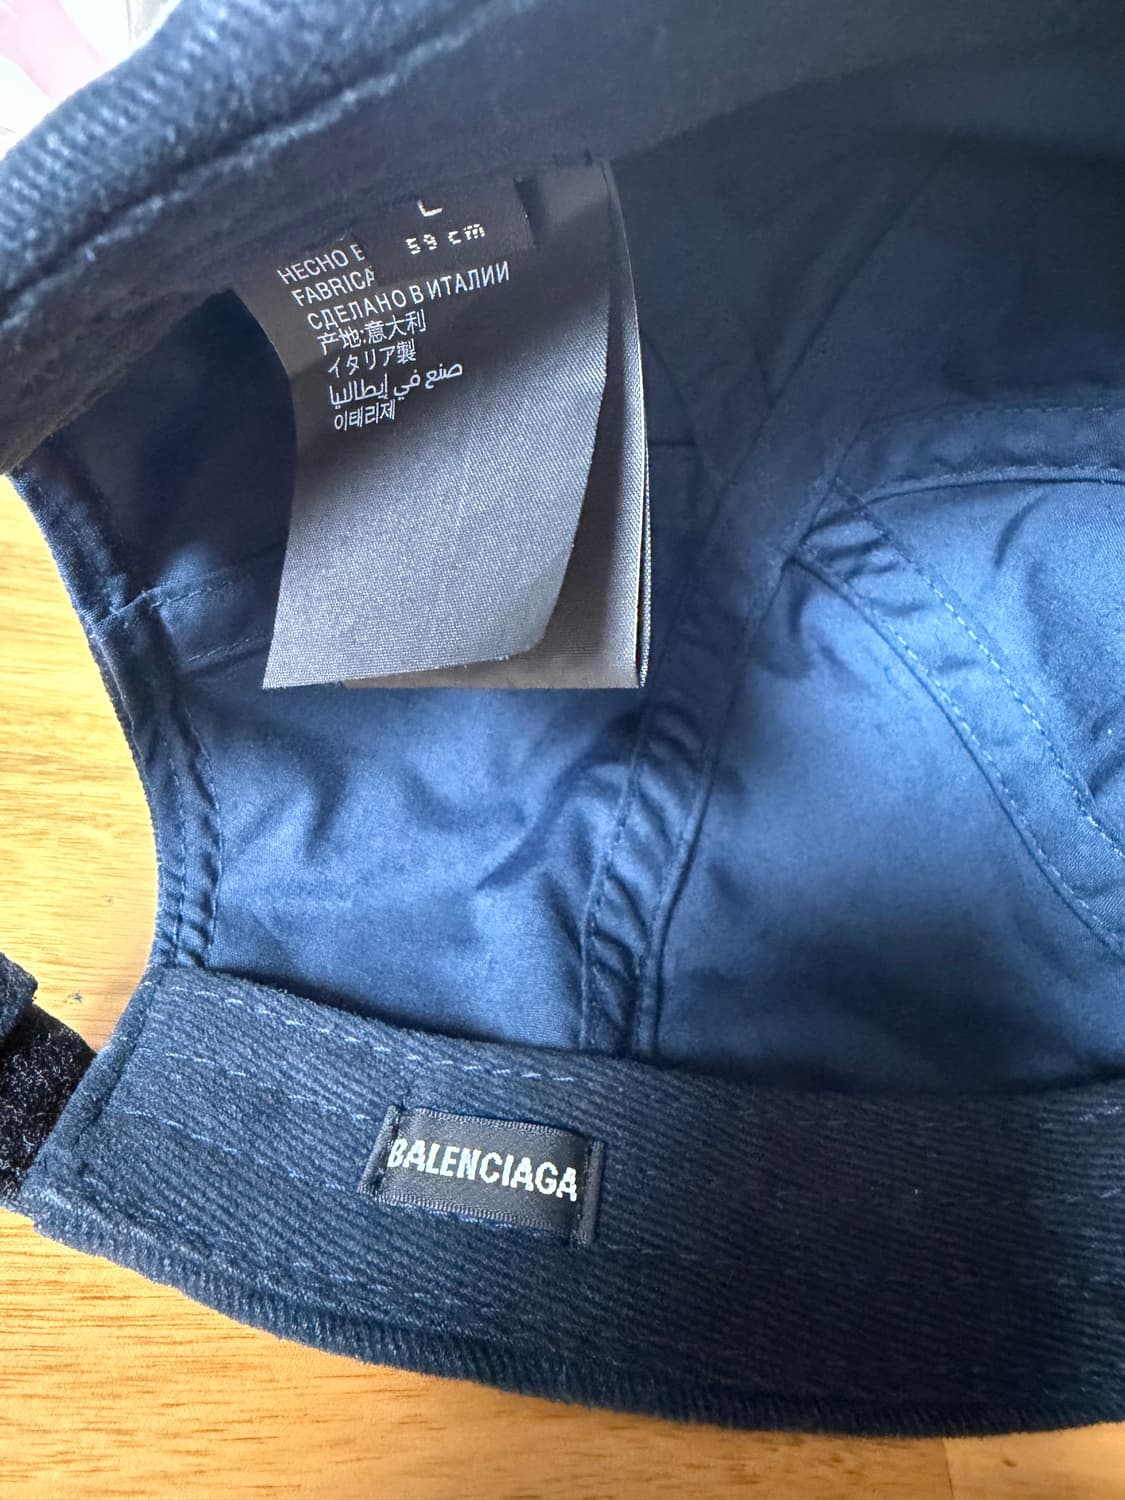 L
59 cm
HECHO E
FABRICA
СДЕЛАНО В ИТАЛИИ
产地:意大利
イタリア製
صنع في إيطاليا
이태리제
BALENCIAGA